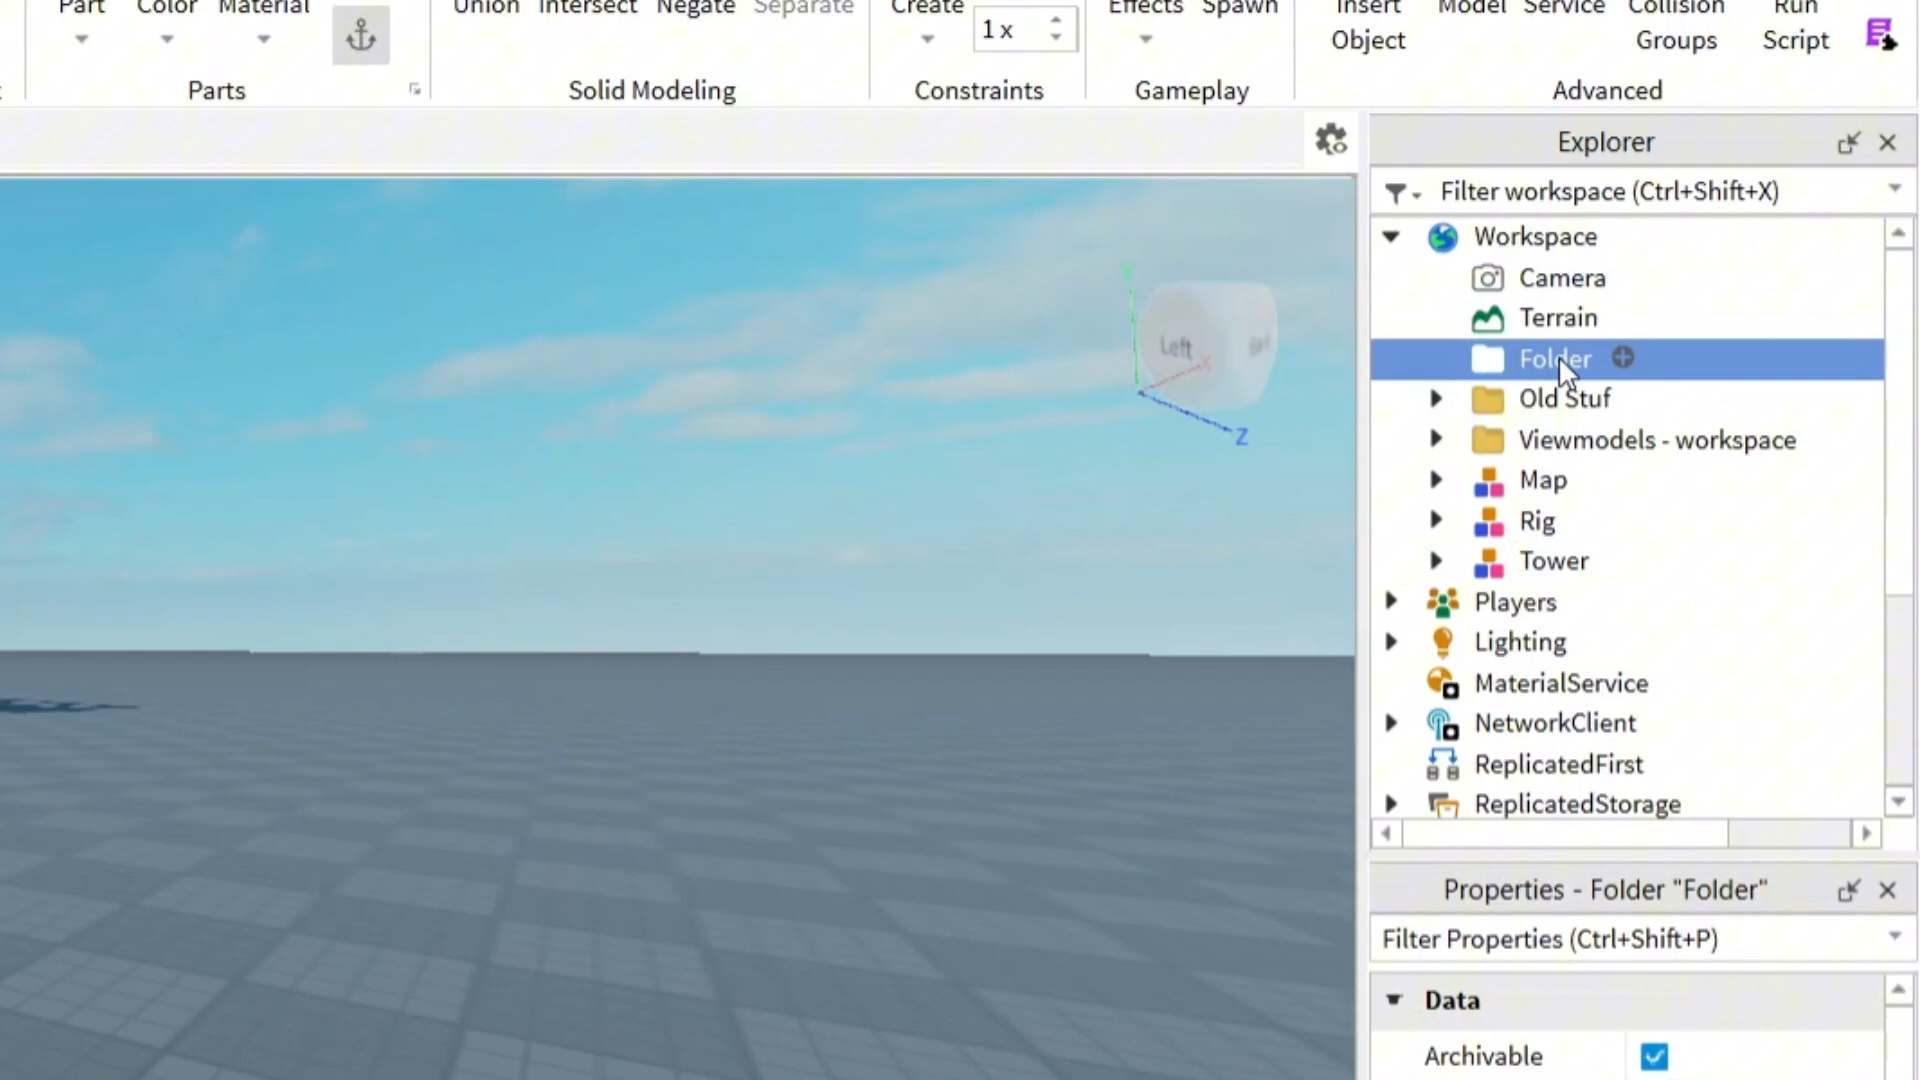 Part Color Material Union Intersect Negate Separate Create Effects Spawn Insert Model Service Collision Run
1 x Object Groups Script
Parts Solid Modeling Constraints Gameplay Advanced
Explorer
Filter workspace (Ctrl+Shift+X)
Workspace
Camera
Terrain
Folder
Old Stuf
Viewmodels - workspace
Map
Rig
Tower
Players
Lighting
MaterialService
NetworkClient
ReplicatedFirst
ReplicatedStorage
Left
X
Z
Properties - Folder "Folder"
Filter Properties (Ctrl+Shift+P)
Data
Archivable